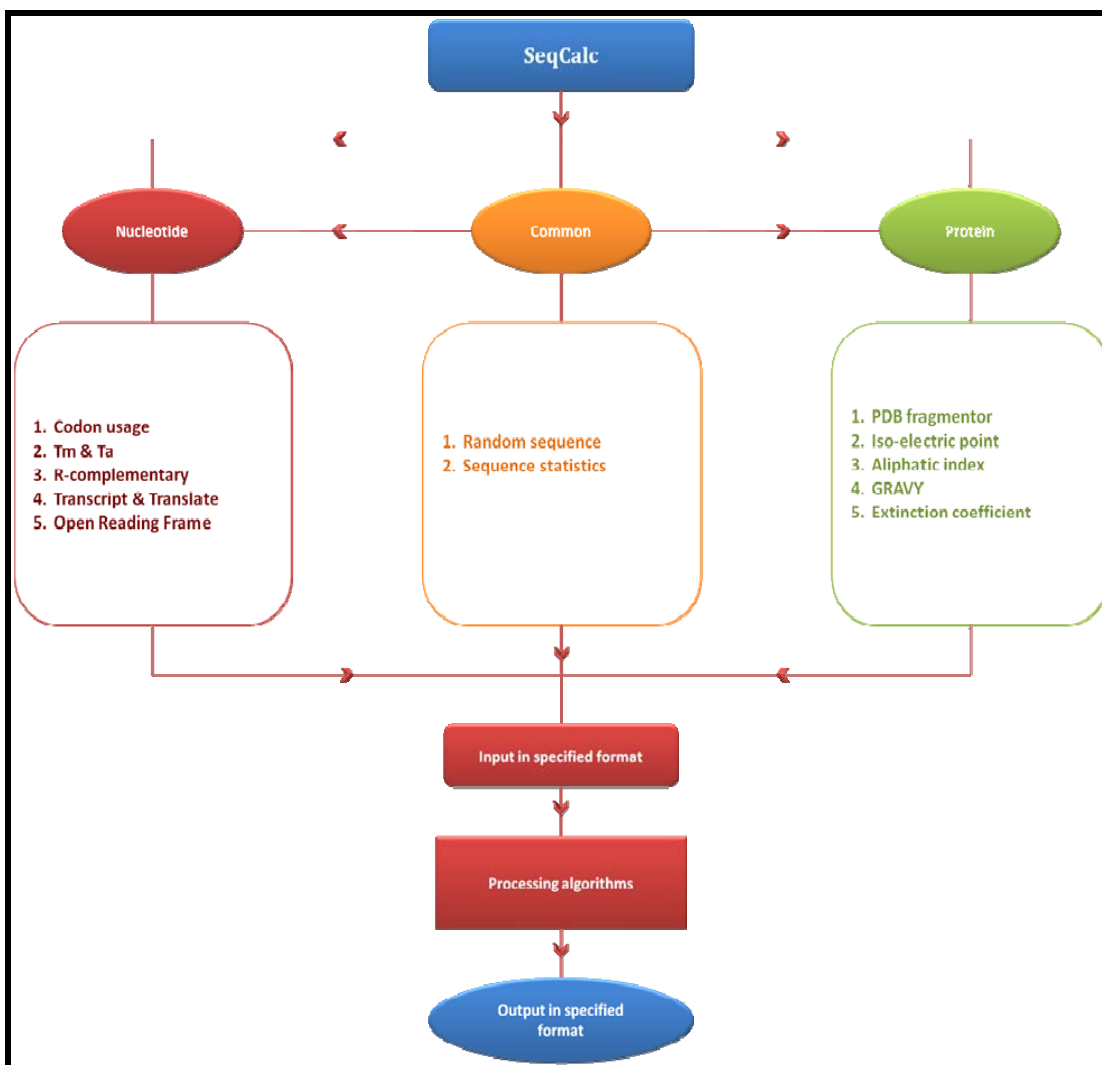 SeqCalc
Nucleotide
Common
Protein
1. Codon usage
2. Tm & Ta
3. R-complementary
4. Transcript & Translate
5. Open Reading Frame
1. Random sequence
2. Sequence statistics
1. PDB fragmentor
2. Iso-electric point
3. Aliphatic index
4. GRAVY
5. Extinction coefficient
Input in specified format
Processing algorithms
Output in specified
format